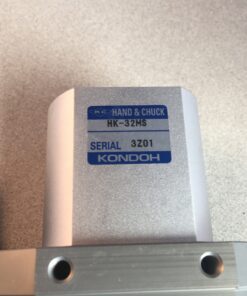 HAND & CHUCK
HK-32MS
SERIAL 3Z01
KONDOH